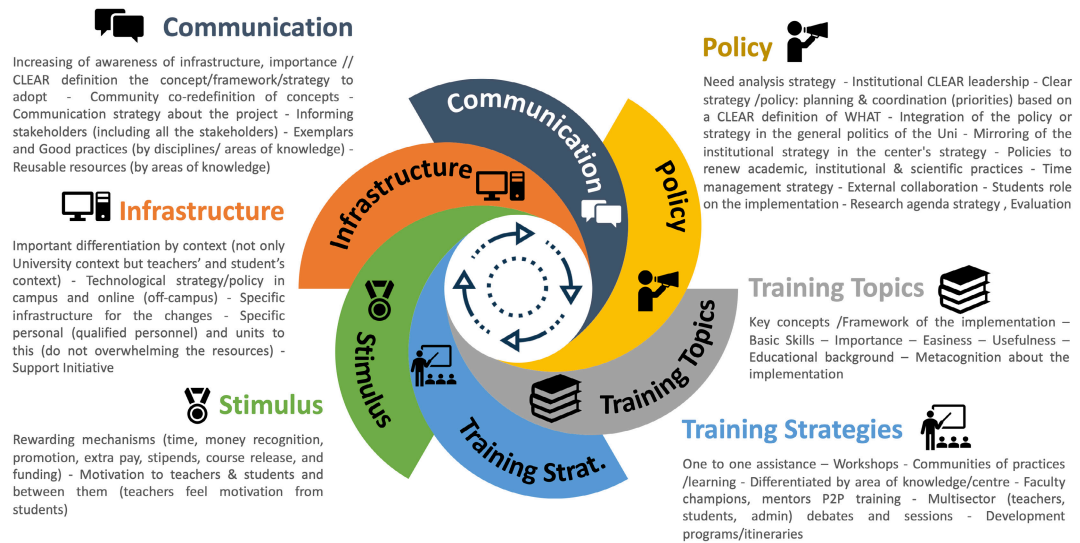 Communication
Increasing of awareness of infrastructure, importance //
CLEAR definition the concept/framework/strategy to
adopt - Community co-redefinition of concepts -
Communication strategy about the project - Informing
stakeholders (including all the stakeholders) - Exemplars
and Good practices (by disciplines/ areas of knowledge) -
Reusable resources (by areas of knowledge)
Infrastructure
Important differentiation by context (not only
University context but teachers’ and student’s
context) - Technological strategy/policy in
campus and online (off-campus) - Specific
infrastructure for the changes - Specific
personal (qualified personnel) and units to
this (do not overwhelming the resources) -
Support Initiative
Stimulus
Rewarding mechanisms (time, money recognition,
promotion, extra pay, stipends, course release, and
funding) - Motivation to teachers & students and
between them (teachers feel motivation from
students)
Communication
Policy
Training Topics
Training Strat.
Stimulus
Infrastructure
Policy
Need analysis strategy - Institutional CLEAR leadership - Clear
strategy /policy: planning & coordination (priorities) based on
a CLEAR definition of WHAT - Integration of the policy or
strategy in the general politics of the Uni - Mirroring of the
institutional strategy in the center's strategy - Policies to
renew academic, institutional & scientific practices - Time
management strategy - External collaboration - Students role
on the implementation - Research agenda strategy , Evaluation
Training Topics
Key concepts /Framework of the implementation –
Basic Skills – Importance – Easiness – Usefulness –
Educational background – Metacognition about the
implementation
Training Strategies
One to one assistance – Workshops - Communities of practices
/learning - Differentiated by area of knowledge/centre - Faculty
champions, mentors P2P training - Multisector (teachers,
students, admin) debates and sessions - Development
programs/itineraries